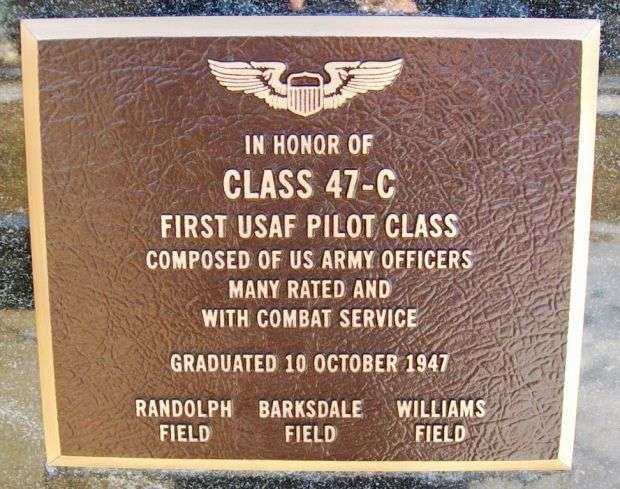 IN HONOR OF
CLASS 47-C
FIRST USAF PILOT CLASS
COMPOSED OF US ARMY OFFICERS
MANY RATED AND
WITH COMBAT SERVICE
GRADUATED 10 OCTOBER 1947
RANDOLPH BARKSDALE WILLIAMS
FIELD FIELD FIELD